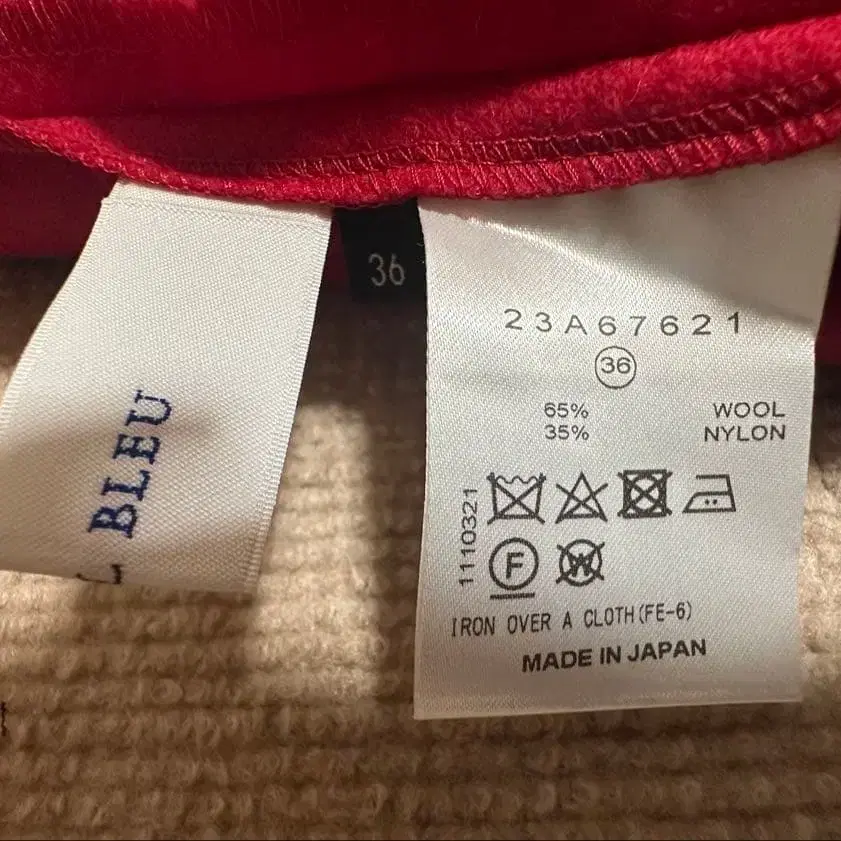 L BLEU
36
23A67621
36
65% WOOL
35% NYLON
1110321
F
W
IRON OVER A CLOTH(FE-6)
MADE IN JAPAN